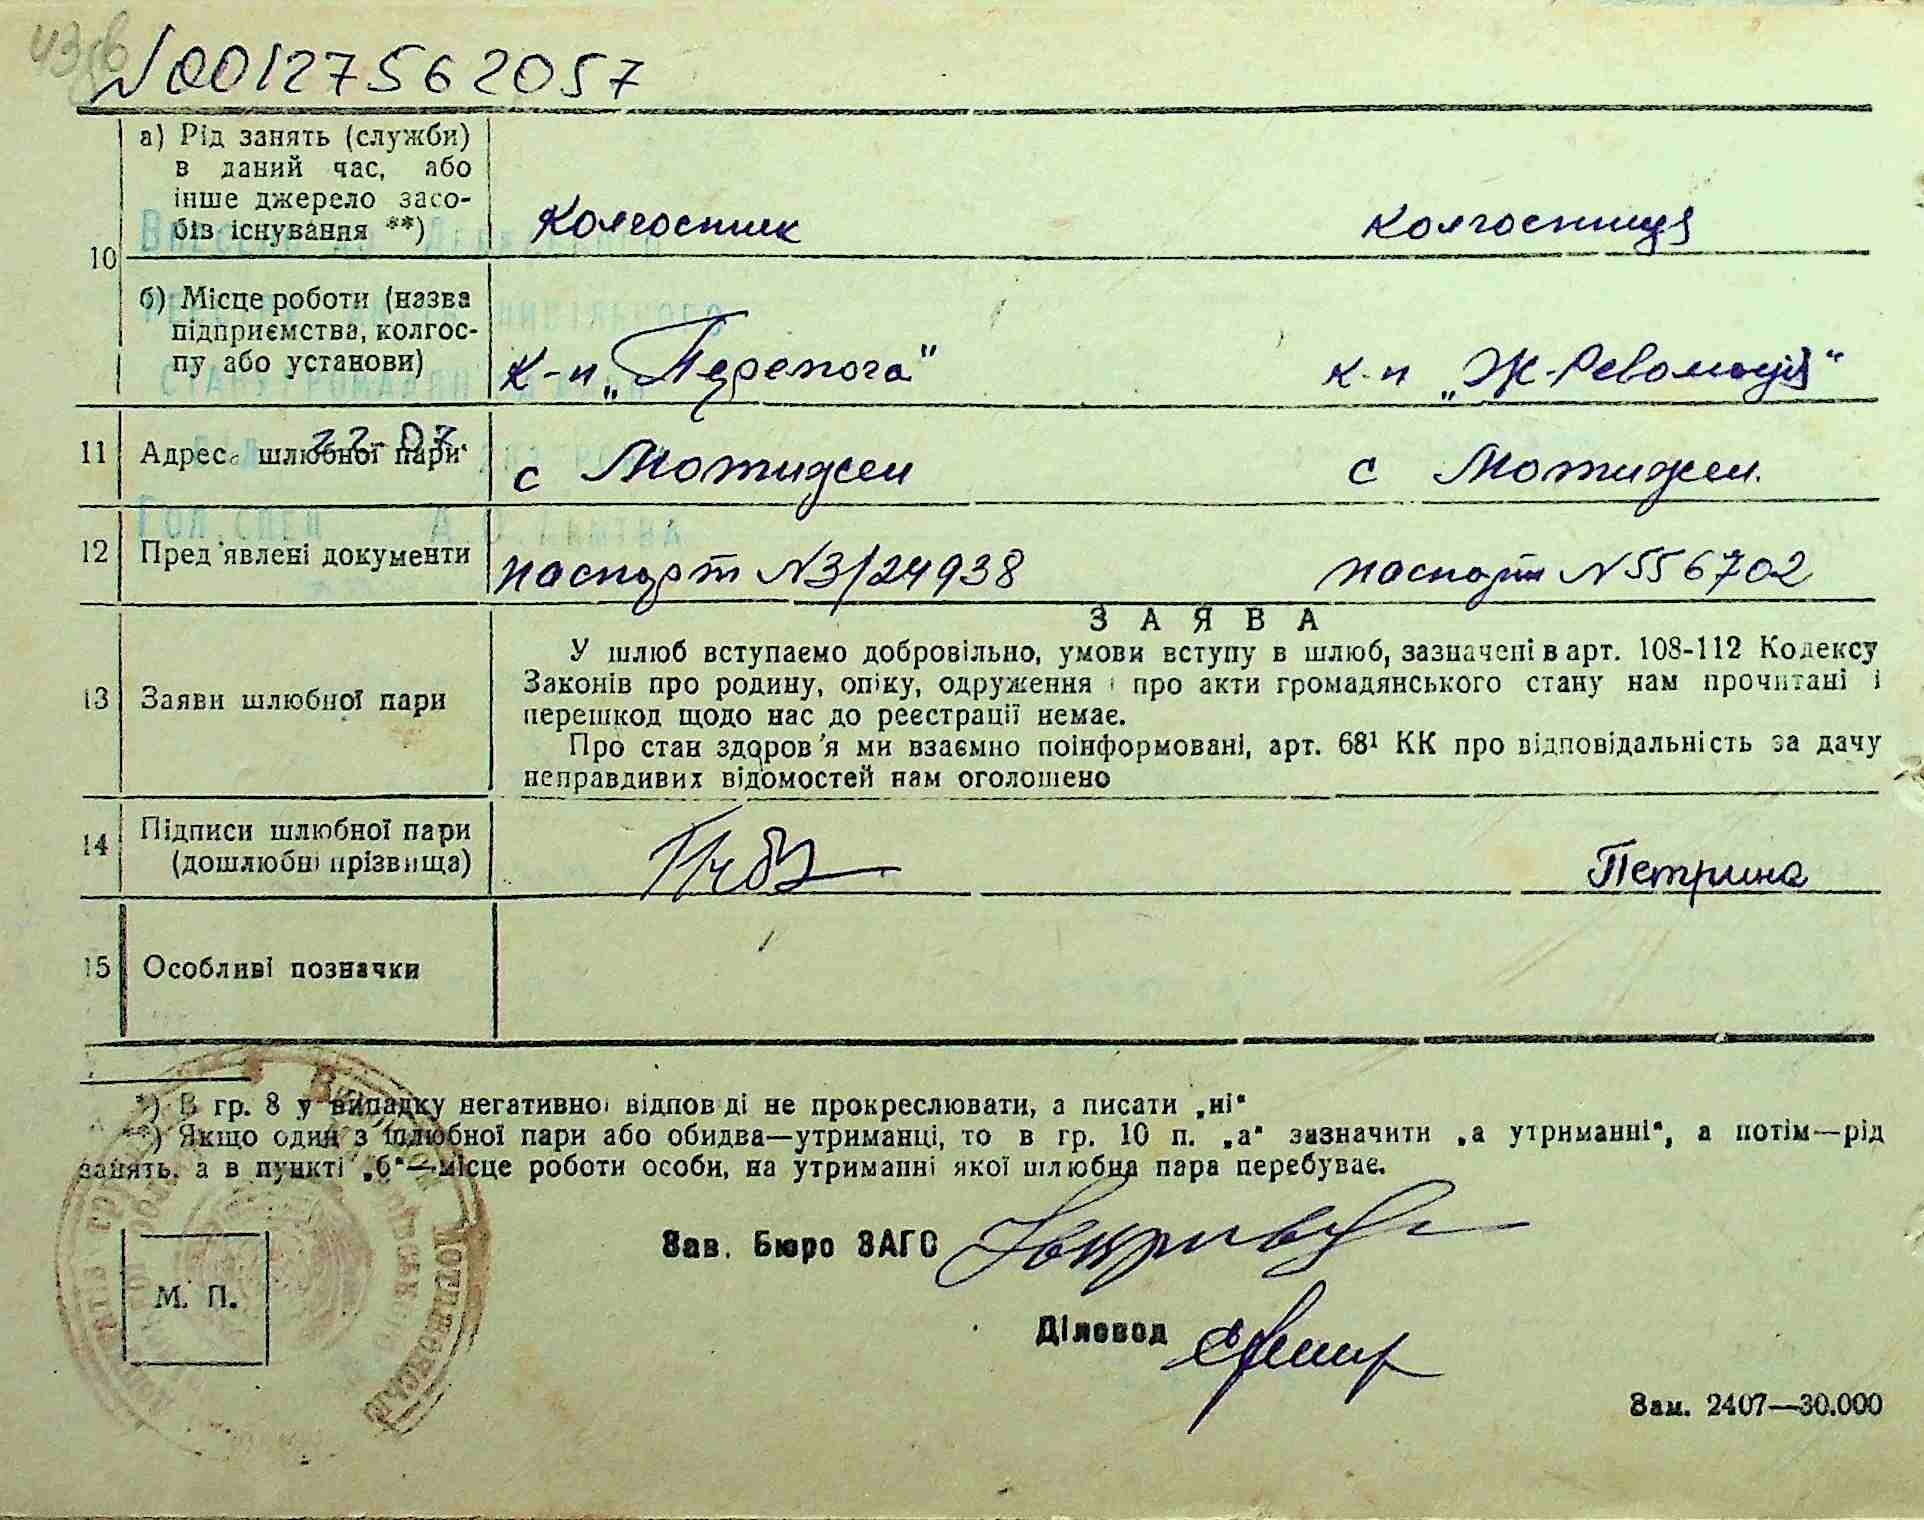 N00127562057
а) Рід занять (служби)
в даний час, або
інше джерело засо-
бів існування **)
Колгоспник Колгоспниця
10
б) Місце роботи (назва
підприємства, колгос-
пу або установи)
к-п „Перемога" к-п „Ж-Революції"
22-07
11 Адреса шлюбної пари с Мотижен с Мотижен.
12 Пред'явлені документи паспорт N3/24938 паспорт N556702
ЗАЯВА
У шлюб вступаємо добровільно, умови вступу в шлюб, зазначені в арт. 108-112 Кодексу
Законів про родину, опіку, одруження і про акти громадянського стану нам прочитані і
перешкод щодо нас до реєстрації немає.
13 Заяви шлюбної пари
Про стан здоров'я ми взаємно поінформовані, арт. 68¹ КК про відповідальність за дачу
неправдивих відомостей нам оголошено
14 Підписи шлюбної пари
(дошлюбні прізвища)
Петрина
15 Особливі позначки
*) В гр. 8 у випадку негативної відповіді не прокреслювати, а писати „ні"
**) Якщо один з шлюбної пари або обидва—утриманці, то в гр. 10 п. „а" зазначити „а утриманні", а потім—рід
занять, а в пункті „б"—місце роботи особи, на утриманні якої шлюбна пара перебуває.
Зав. Бюро ЗАГС
М. П.
Діловод
Зам. 2407—30.000